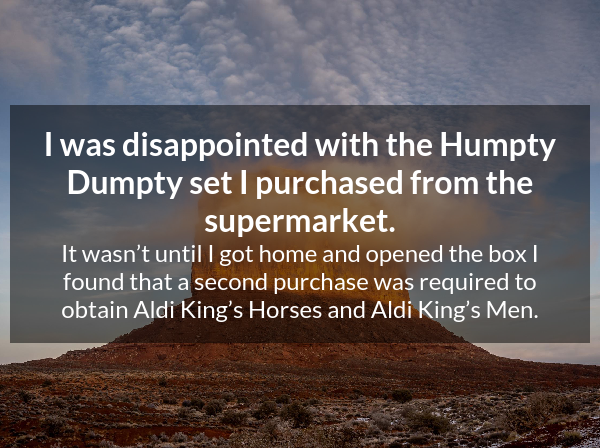 I was disappointed with the Humpty
Dumpty set I purchased from the
supermarket.
It wasn’t until I got home and opened the box I
found that a second purchase was required to
obtain Aldi King’s Horses and Aldi King’s Men.